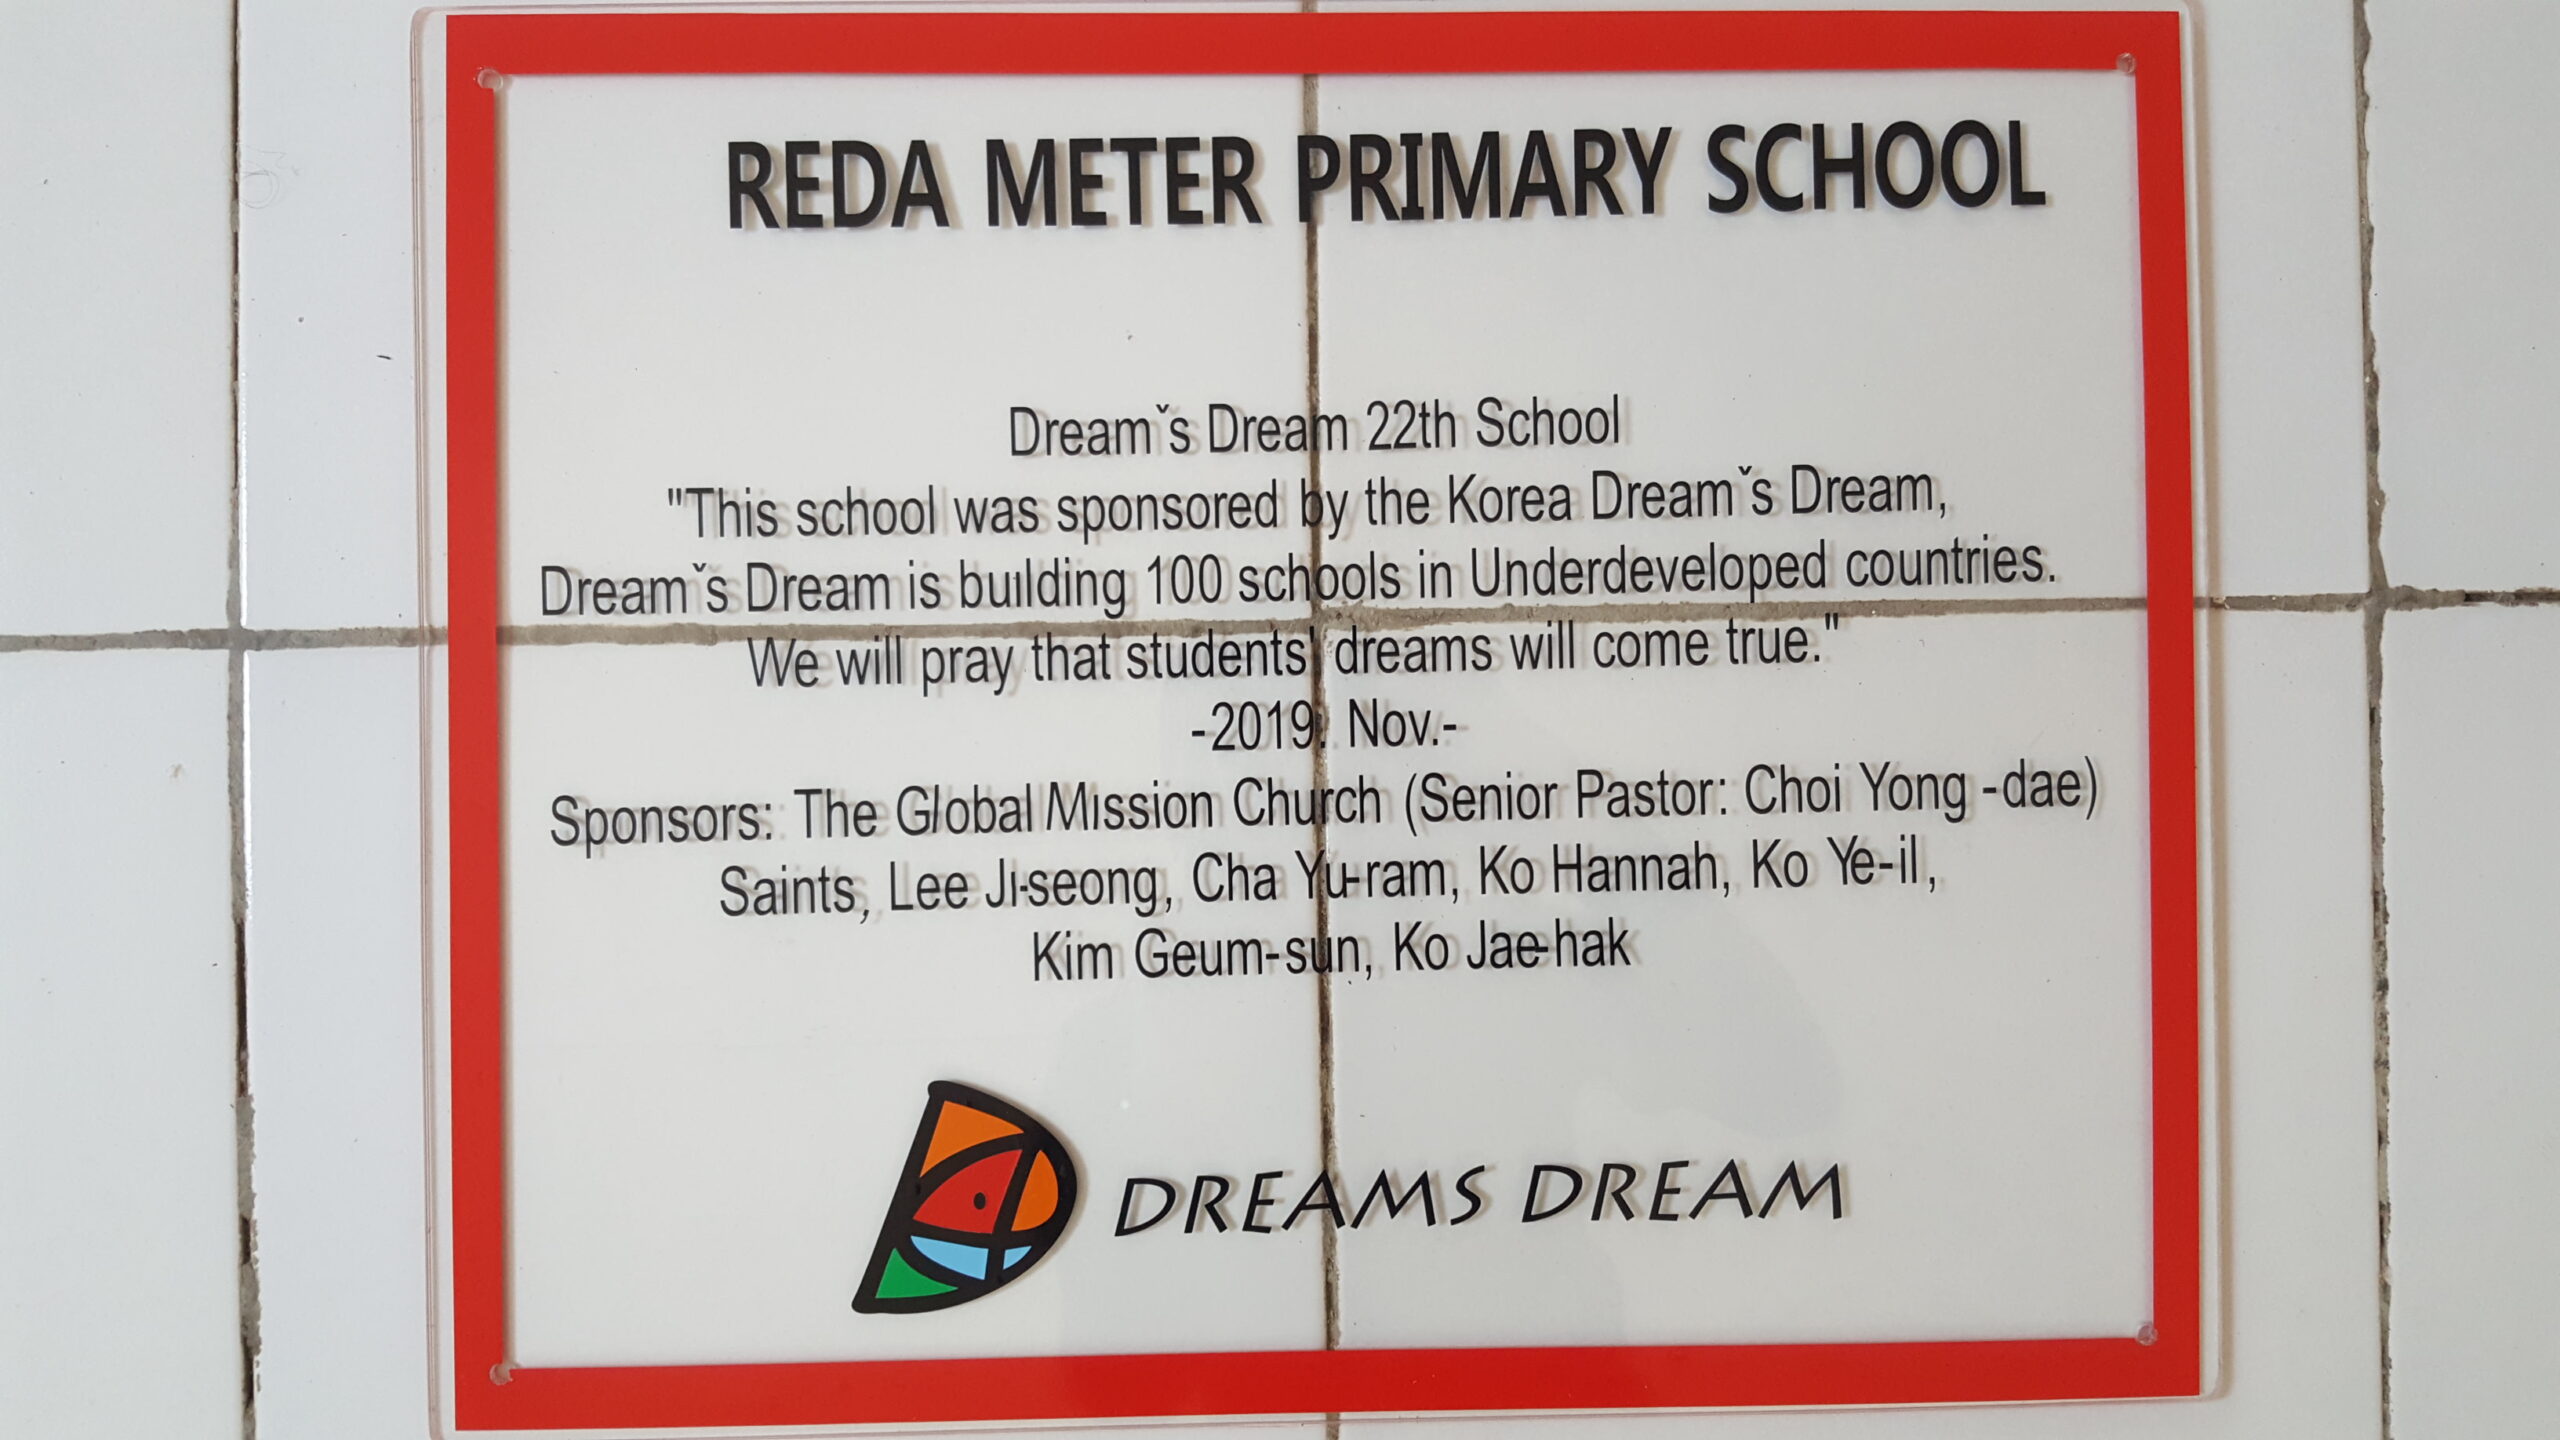 REDA METER PRIMARY SCHOOL
Dreamˇs Dream 22th School
"This school was sponsored by the Korea Dreamˇs Dream,
Dreamˇs Dream is building 100 schools in Underdeveloped countries.
We will pray that students' dreams will come true."
-2019. Nov.-
Sponsors: The Global Mission Church (Senior Pastor: Choi Yong -dae)
Saints, Lee Ji-seong, Cha Yu-ram, Ko Hannah, Ko Ye-il,
Kim Geum-sun, Ko Jae-hak
DREAMS DREAM